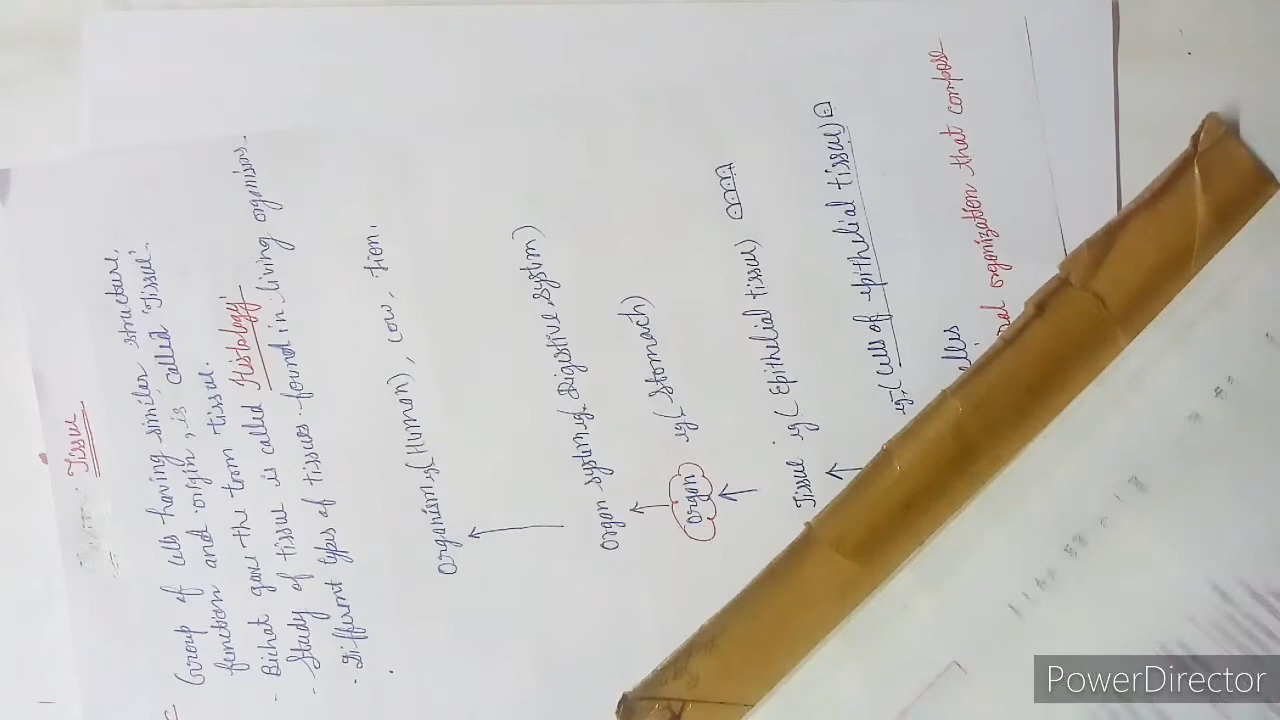 Tissue
Group of cells having similar structure,
function and origin, is called 'Tissue'.
- Bichat gave the term tissue.
- Study of tissue is called Histology
- Different types of tissues found in living organisms.
Organism eg (Human), cow, lion.
Organ system eg (Digestive system)
Organ eg (Stomach)
Tissue eg (Epithelial tissue)
eg- (Cells of epithelial tissue)
organization that compose
PowerDirector